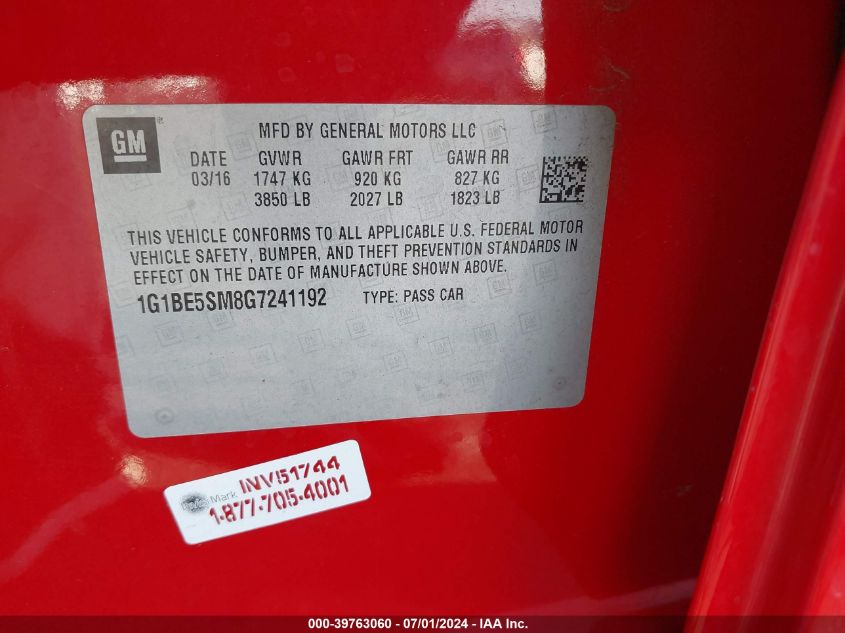 GM
®
MFD BY GENERAL MOTORS LLC
DATE GVWR GAWR FRT GAWR RR
03/16 1747 KG 920 KG 827 KG
3850 LB 2027 LB 1823 LB
THIS VEHICLE CONFORMS TO ALL APPLICABLE U.S. FEDERAL MOTOR
VEHICLE SAFETY, BUMPER, AND THEFT PREVENTION STANDARDS IN
EFFECT ON THE DATE OF MANUFACTURE SHOWN ABOVE.
1G1BE5SM8G7241192 TYPE: PASS CAR
INV51744
Mark
1-877-705-4001
000-39763060 - 07/01/2024 - IAA Inc.